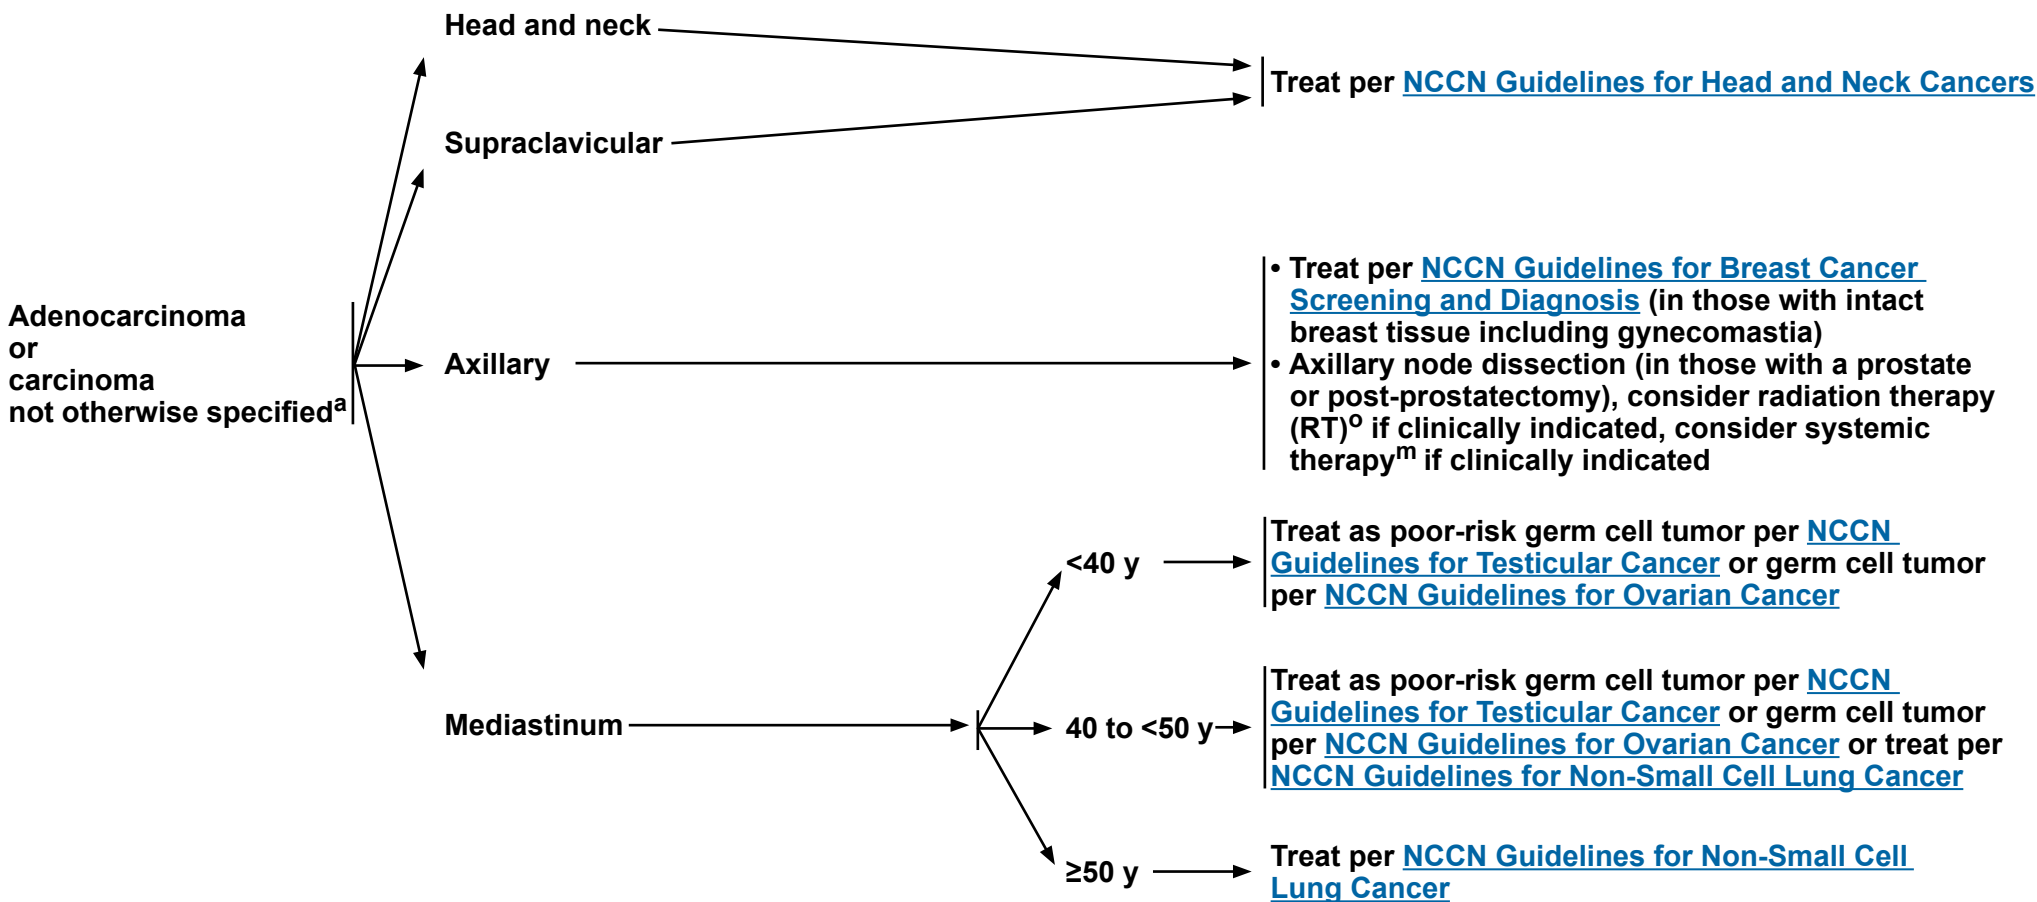 Head and neck
Treat per NCCN Guidelines for Head and Neck Cancers
Supraclavicular
Adenocarcinoma
or
carcinoma
not otherwise specifiedᵃ
Axillary
• Treat per NCCN Guidelines for Breast Cancer
Screening and Diagnosis (in those with intact
breast tissue including gynecomastia)
• Axillary node dissection (in those with a prostate
or post-prostatectomy), consider radiation therapy
(RT)ᵒ if clinically indicated, consider systemic
therapyᵐ if clinically indicated
Mediastinum
<40 y
Treat as poor-risk germ cell tumor per NCCN
Guidelines for Testicular Cancer or germ cell tumor
per NCCN Guidelines for Ovarian Cancer
40 to <50 y
Treat as poor-risk germ cell tumor per NCCN
Guidelines for Testicular Cancer or germ cell tumor
per NCCN Guidelines for Ovarian Cancer or treat per
NCCN Guidelines for Non-Small Cell Lung Cancer
≥50 y
Treat per NCCN Guidelines for Non-Small Cell
Lung Cancer